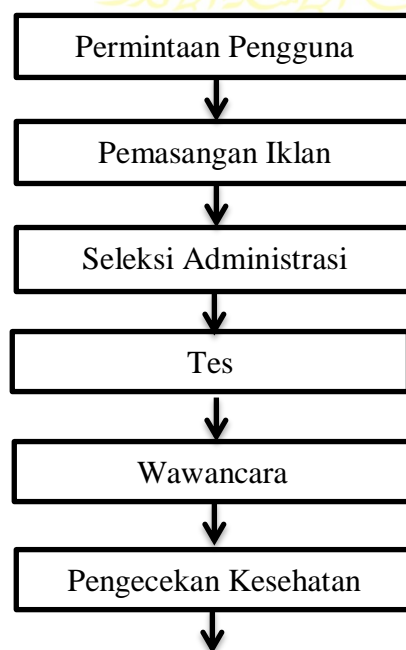 Permintaan Pengguna
Pemasangan Iklan
Seleksi Administrasi
Tes
Wawancara
Pengecekan Kesehatan